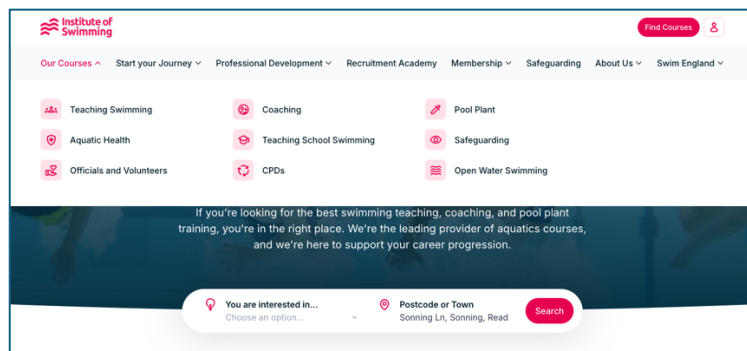 Institute of
Swimming
Find Courses
Our Courses
Start your Journey
Professional Development
Recruitment Academy
Membership
Safeguarding
About Us
Swim England
Teaching Swimming
Coaching
Pool Plant
Aquatic Health
Teaching School Swimming
Safeguarding
Officials and Volunteers
CPDs
Open Water Swimming
If you're looking for the best swimming teaching, coaching, and pool plant
training, you're in the right place. We're the leading provider of aquatics courses,
and we're here to support your career progression.
You are interested in...
Choose an option...
Postcode or Town
Sonning Ln, Sonning, Read
Search